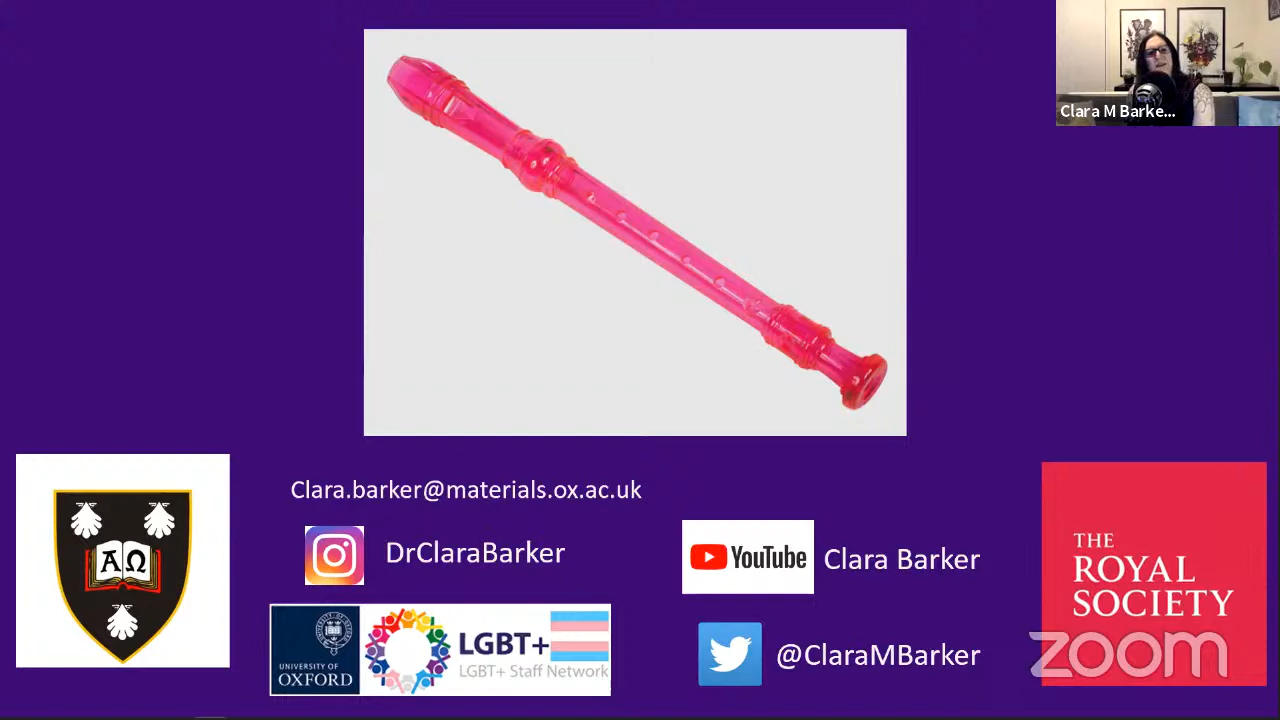 Clara M Barke...
Clara.barker@materials.ox.ac.uk
DrClaraBarker
YouTube
Clara Barker
UNIVERSITY OF
OXFORD
LGBT+
LGBT+ Staff Network
@ClaraMBarker
ΑΩ
THE
ROYAL
SOCIETY
zoom